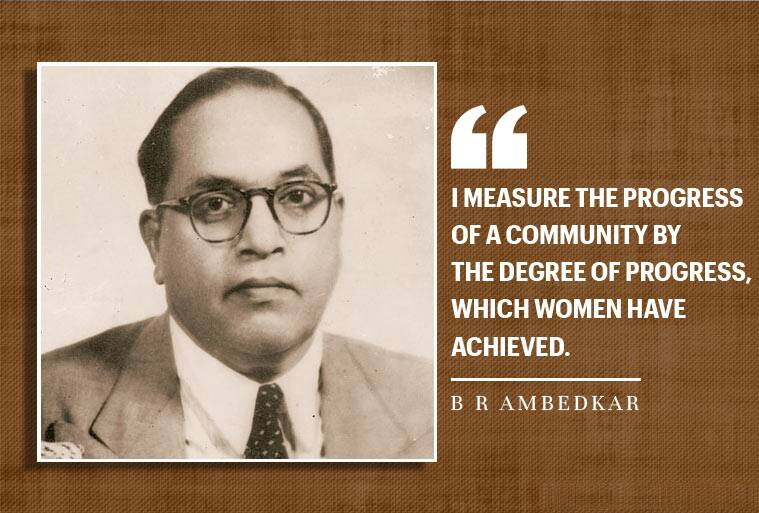 “
I MEASURE THE PROGRESS
OF A COMMUNITY BY
THE DEGREE OF PROGRESS,
WHICH WOMEN HAVE
ACHIEVED.
B R AMBEDKAR